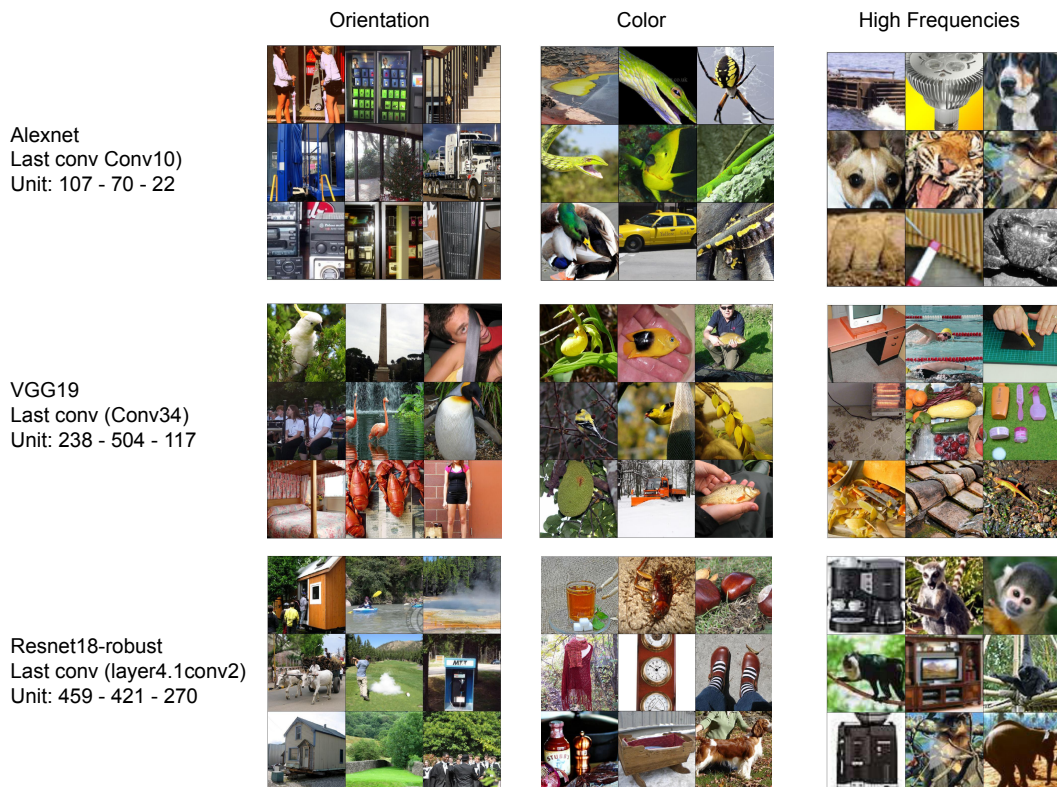 Orientation
Color
High Frequencies
Alexnet
Last conv Conv10)
Unit: 107 - 70 - 22
VGG19
Last conv (Conv34)
Unit: 238 - 504 - 117
Resnet18-robust
Last conv (layer4.1conv2)
Unit: 459 - 421 - 270